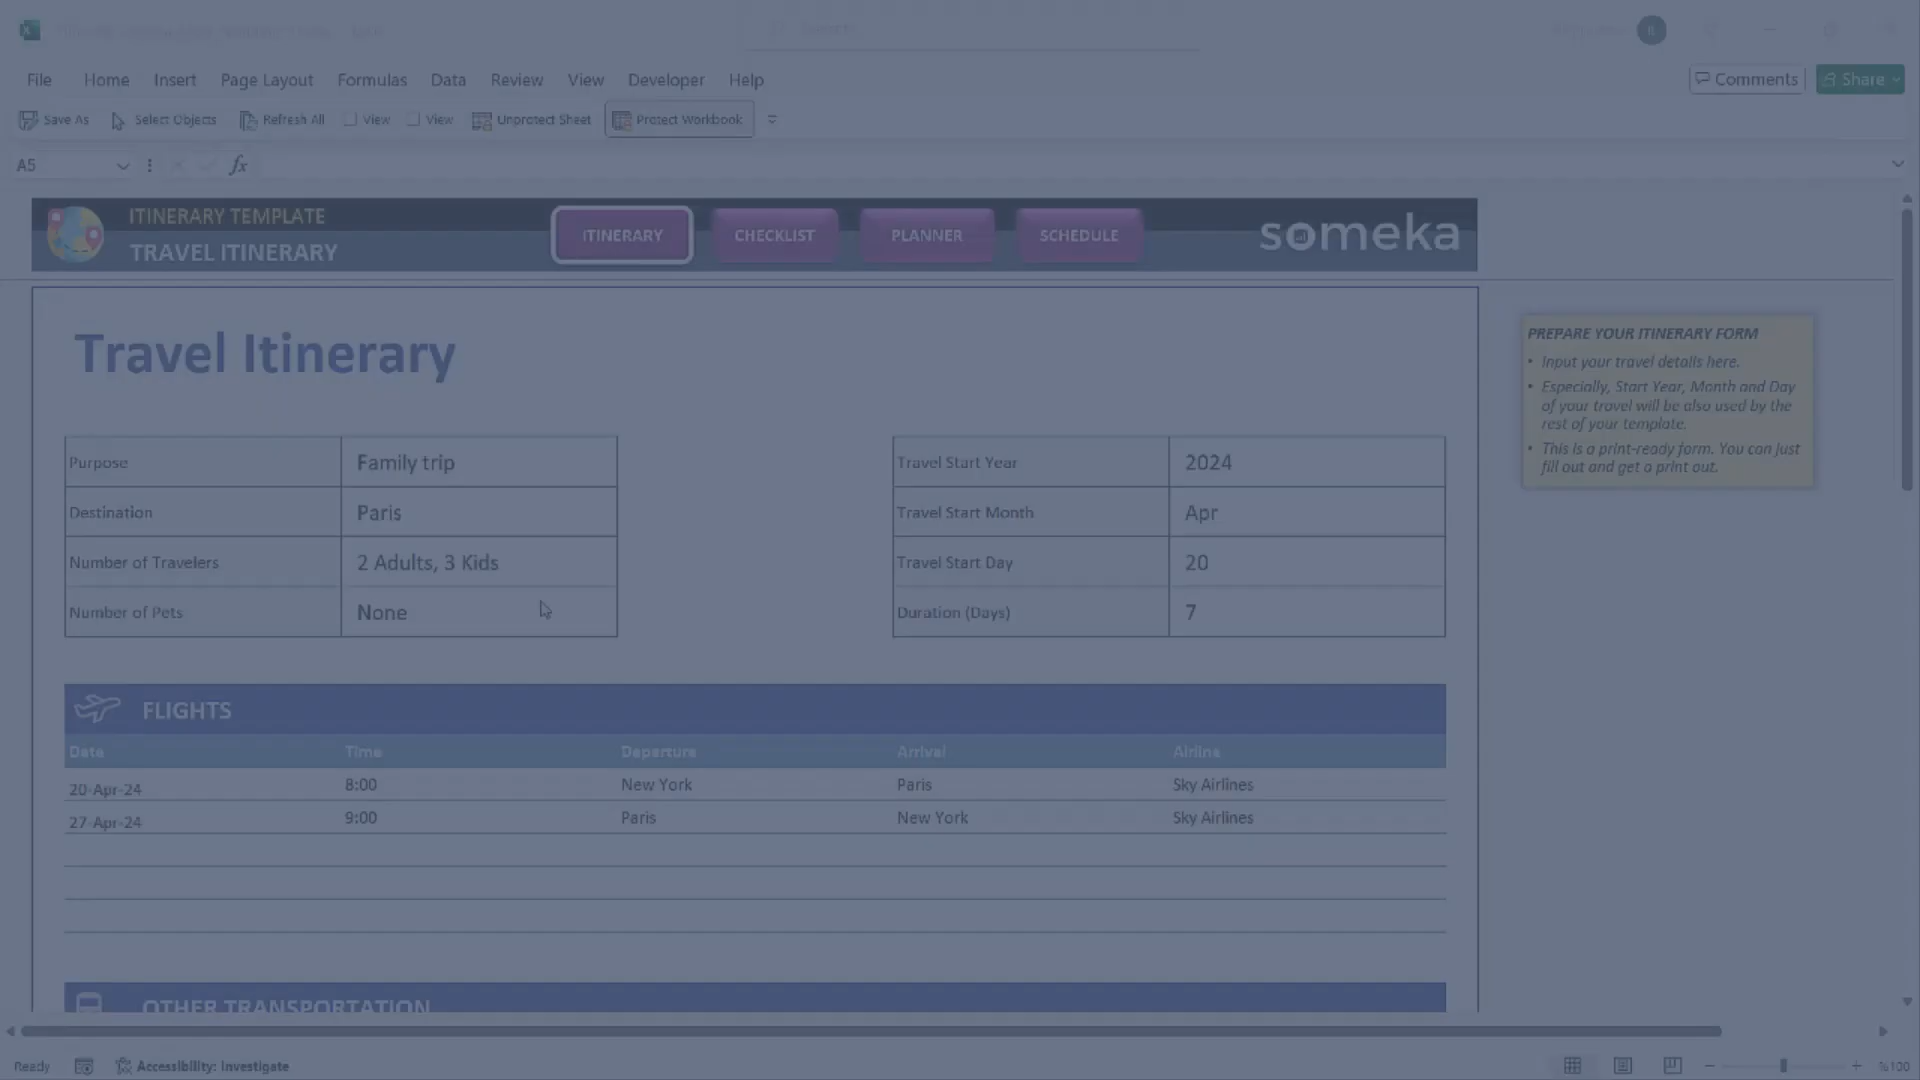 File Home Insert Page Layout Formulas Data Review View Developer Help Comments Share
Save As Select Objects Refresh All View View Unprotect Sheet Protect Workbook
A5 fx
ITINERARY TEMPLATE
TRAVEL ITINERARY
ITINERARY CHECKLIST PLANNER SCHEDULE
someka
Travel Itinerary
PREPARE YOUR ITINERARY FORM
• Input your travel details here.
• Especially, Start Year, Month and Day
of your travel will be also used by the
rest of your template.
• This is a print-ready form. You can just
fill out and get a print out.
Purpose Family trip Travel Start Year 2024
Destination Paris Travel Start Month Apr
Number of Travelers 2 Adults, 3 Kids Travel Start Day 20
Number of Pets None Duration (Days) 7
FLIGHTS
Date Time Departure Arrival Airline
20-Apr-24 8:00 New York Paris Sky Airlines
27-Apr-24 9:00 Paris New York Sky Airlines
OTHER TRANSPORTATION
Ready Accessibility: Investigate %100